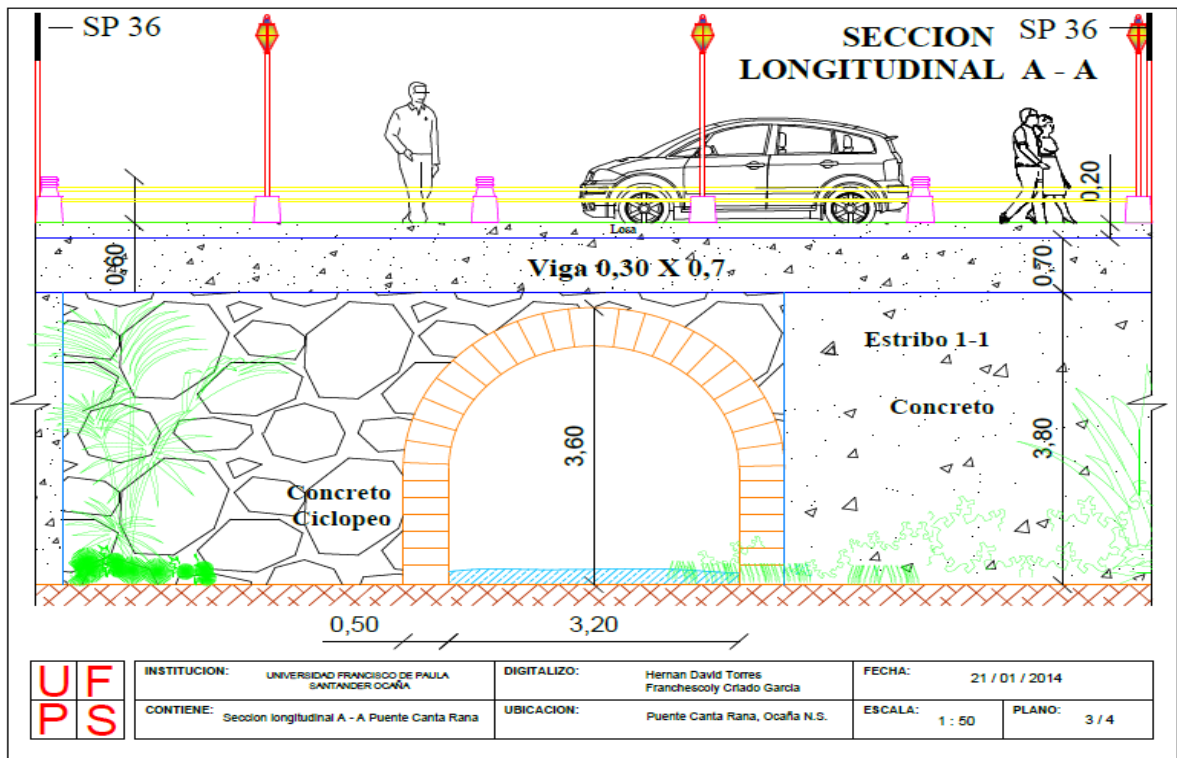 SP 36
SECCION
LONGITUDINAL A - A
SP 36
0,20
Losa
0,60
Viga 0,30 X 0,7
0,70
Estribo 1-1
Concreto
3,60
3,80
Concreto
Ciclopeo
0,50
3,20
UF
PS
INSTITUCION:
UNIVERSIDAD FRANCISCO DE PAULA
SANTANDER OCAÑA
DIGITALIZO:
Hernan David Torres
Franchescoly Criado Garcia
FECHA:
21 / 01 / 2014
CONTIENE:
Seccion longitudinal A - A Puente Canta Rana
UBICACION:
Puente Canta Rana, Ocaña N.S.
ESCALA:
1 : 50
PLANO:
3 / 4